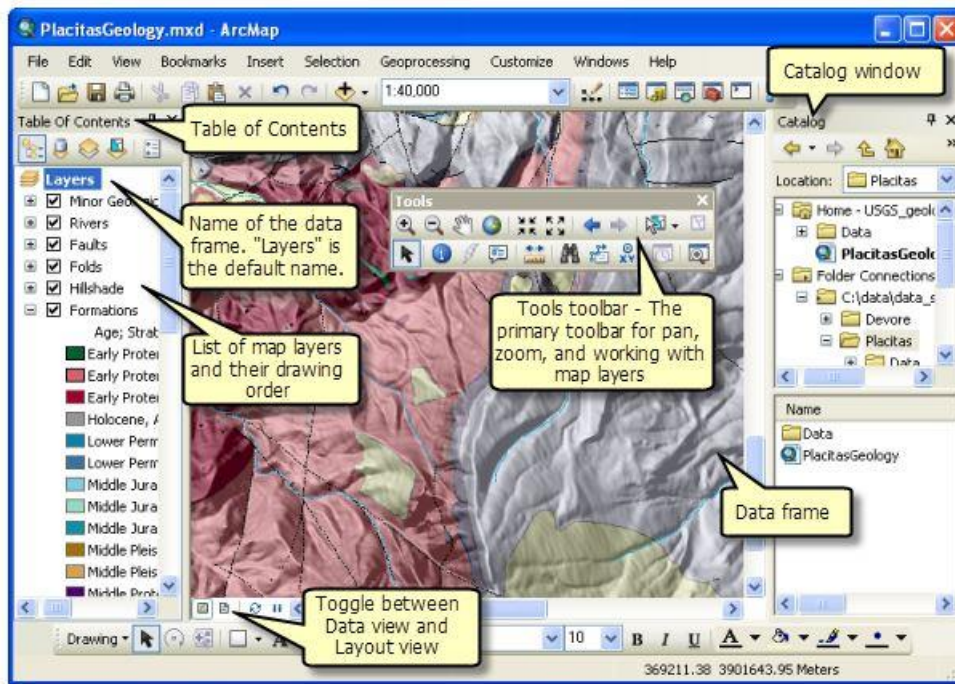 PlacitasGeology.mxd - ArcMap
File Edit View Bookmarks Insert Selection Geoprocessing Customize Windows Help
Catalog window
1:40,000
Table Of Contents
Table of Contents
Catalog
Layers
Location: Placitas
Minor
Rivers
Faults
Folds
Hillshade
Formations
Age;
Early
Early
Early
Holocene,
Lower Perm
Lower Perm
Middle Jura
Middle Jura
Middle Jura
Middle Pleis
Middle Pleis
Middle
Name of the data
frame. "Layers" is
the default name.
List of map layers
and their drawing
order
Tools
XY
Tools toolbar - The
primary toolbar for pan,
zoom, and working with
map layers
Home - USGS_geol
Data
PlacitasGeol
Folder Connections
C:\data\data_s
Devore
Placitas
Data
Name
Data
PlacitasGeology
Data frame
Toggle between
Data view and
Layout view
Drawing A 10 B I U A
369211.38 3901643.95 Meters